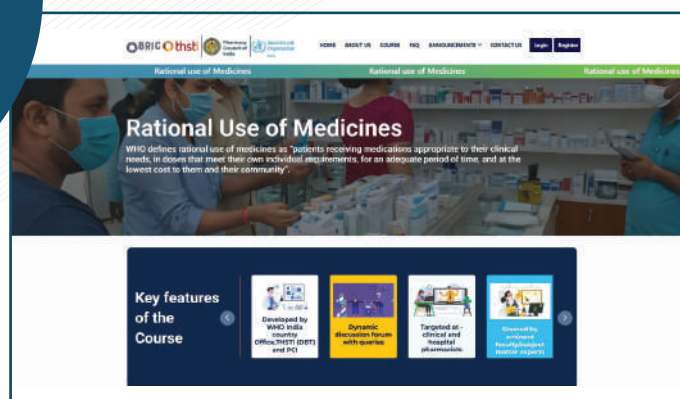 BRIC thsti Pharmacy Council of India World Health Organization
HOME ABOUT US COURSE FAQ ANNOUNCEMENTS CONTACT US Login Register
Rational use of Medicines Rational use of Medicines Rational use of Medicines
Rational Use of Medicines
WHO defines rational use of medicines as "patients receiving medications appropriate to their clinical
needs, in doses that meet their own individual requirements, for an adequate period of time, and at the
lowest cost to them and their community".
Key features
of the
Course
Developed by
WHO India
country
Office,THSTI (DBT)
and PCI
Dynamic
discussion forum
with queries
Targeted at -
clinical and
hospital
pharmacists
eminent
faculty/subject
matter experts